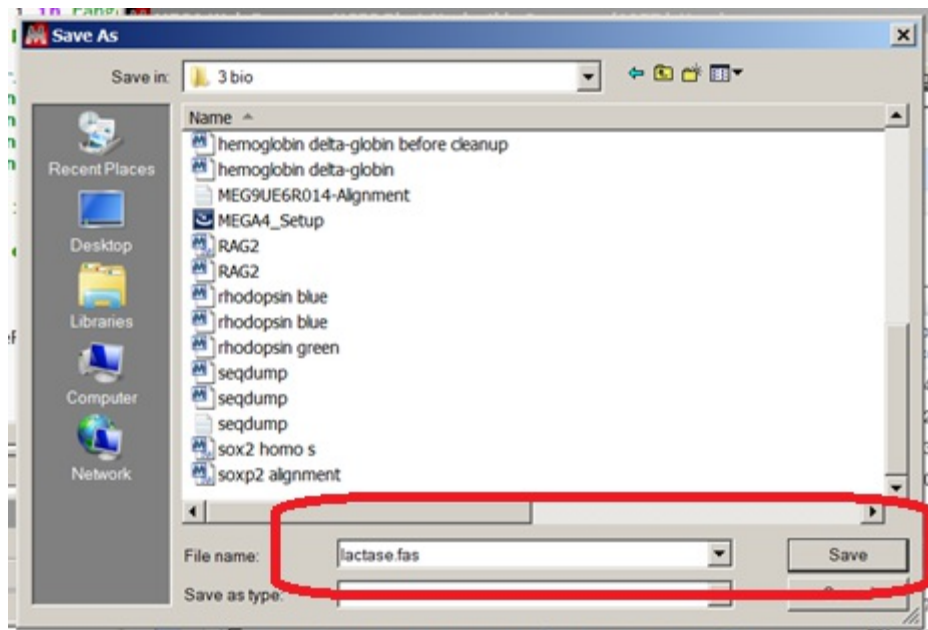 Save As
Save in:
3 bio
Name
Recent Places
Desktop
Libraries
Computer
Network
hemoglobin delta-globin before cleanup
hemoglobin delta-globin
MEG9UE6R014-Alignment
MEGA4_Setup
RAG2
RAG2
rhodopsin blue
rhodopsin blue
rhodopsin green
seqdump
seqdump
seqdump
sox2 homo s
soxp2 alignment
File name:
lactase.fas
Save
Save as type: